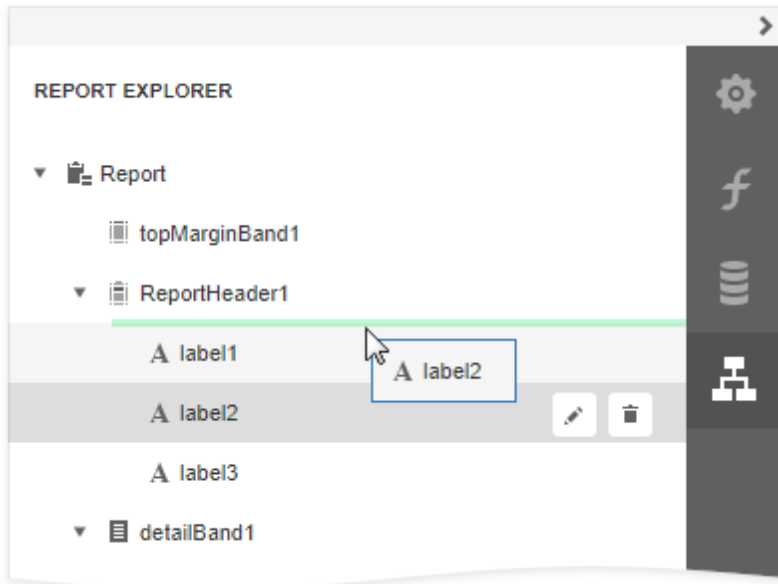 REPORT EXPLORER
Report
topMarginBand1
ReportHeader1
label1
label2
label2
label3
detailBand1